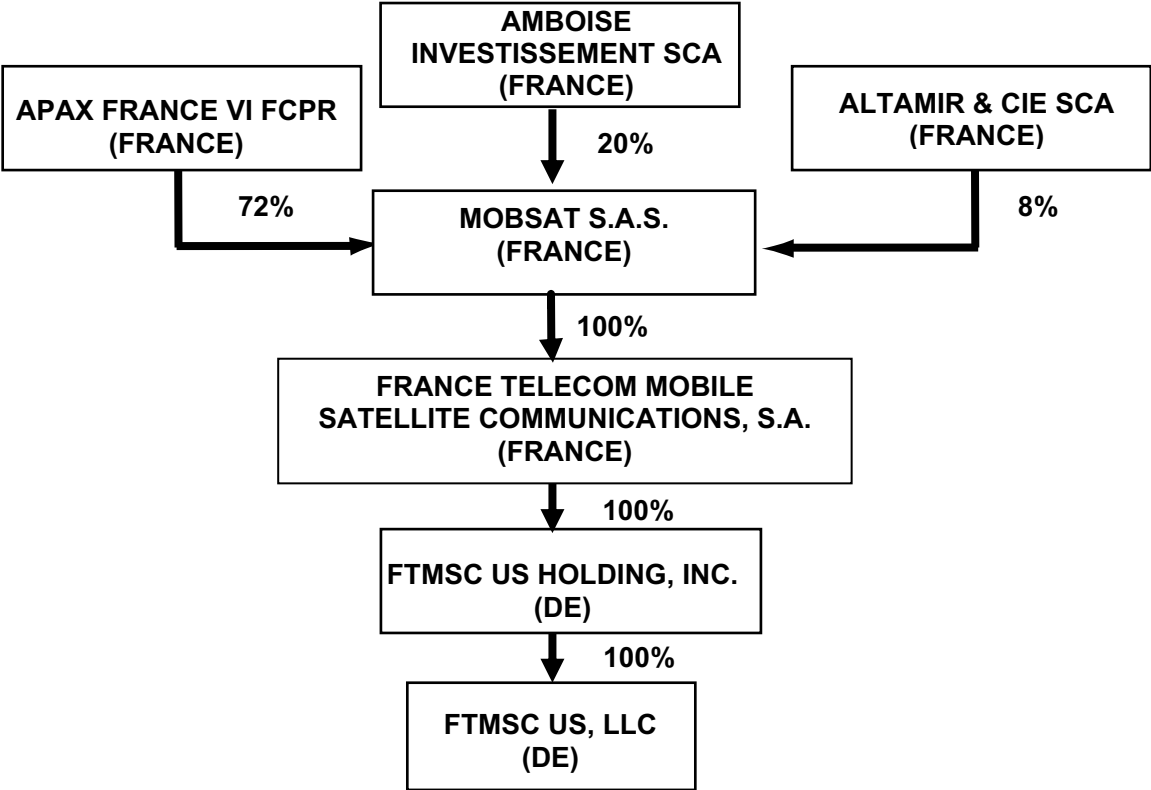 AMBOISE
INVESTISSEMENT SCA
(FRANCE)
APAX FRANCE VI FCPR
(FRANCE)
ALTAMIR & CIE SCA
(FRANCE)
20%
72%
8%
MOBSAT S.A.S.
(FRANCE)
100%
FRANCE TELECOM MOBILE
SATELLITE COMMUNICATIONS, S.A.
(FRANCE)
100%
FTMSC US HOLDING, INC.
(DE)
100%
FTMSC US, LLC
(DE)